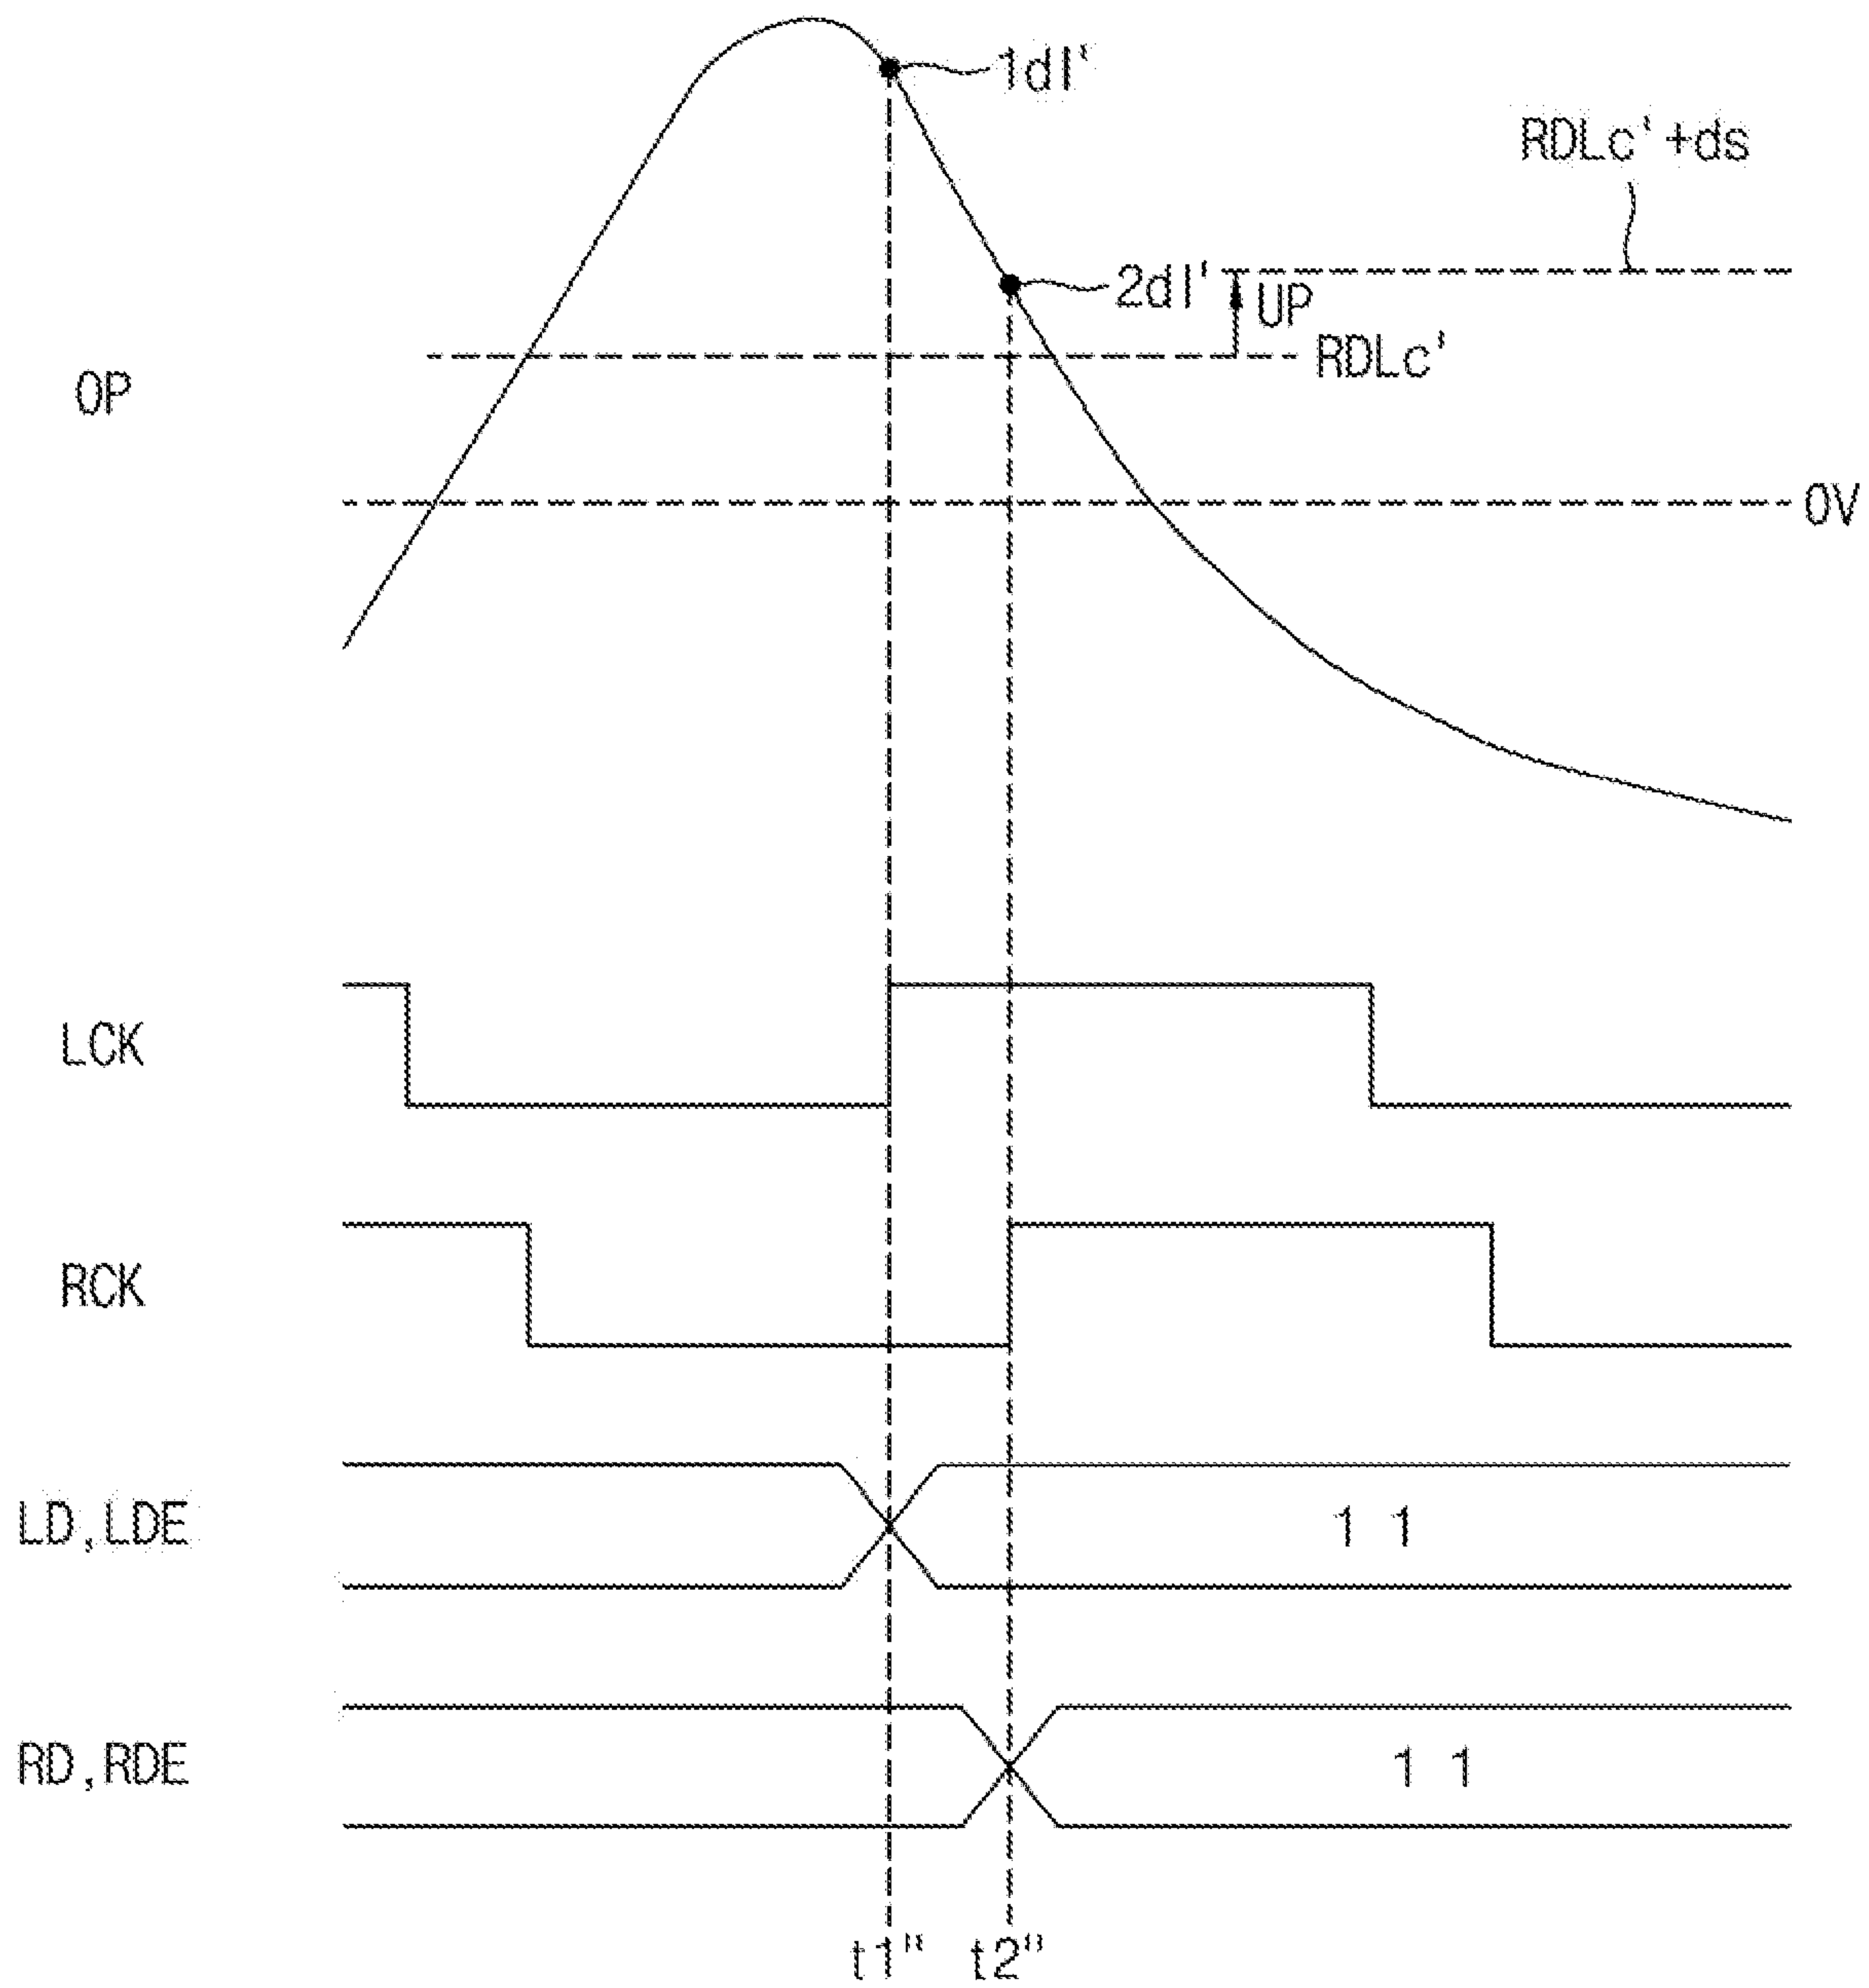 1dl'
RDLc'+ds
2dl'
UP
RDLc'
OP
0V
LCK
RCK
LD,LDE
1 1
RD,RDE
1 1
t1"
t2"